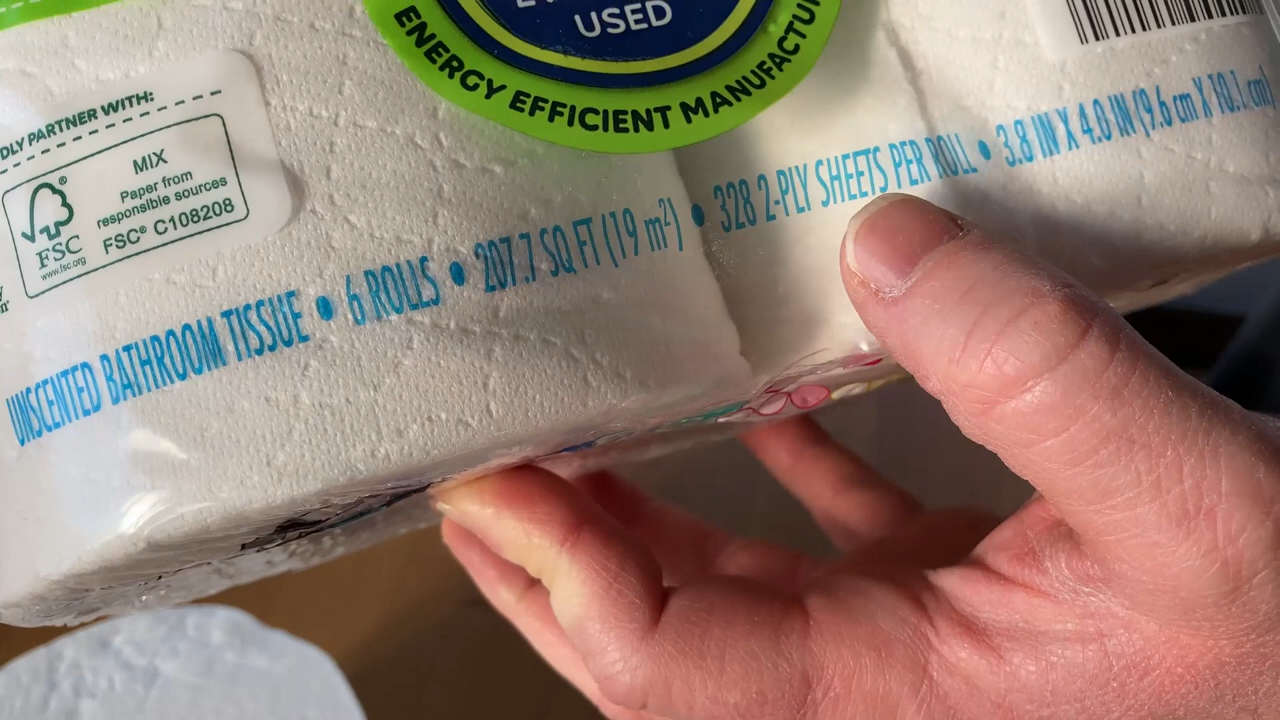 USED
ENERGY EFFICIENT
DLY PARTNER WITH:
MIX
Paper from
responsible sources
FSC® C108208
FSC
www.fsc.org
UNSCENTED BATHROOM TISSUE • 6 ROLLS • 207.7 SQ FT (19 m²) • 328 2-PLY SHEETS PER ROLL • 3.8 IN X 4.0 IN (9.6 cm X 10.1 cm)